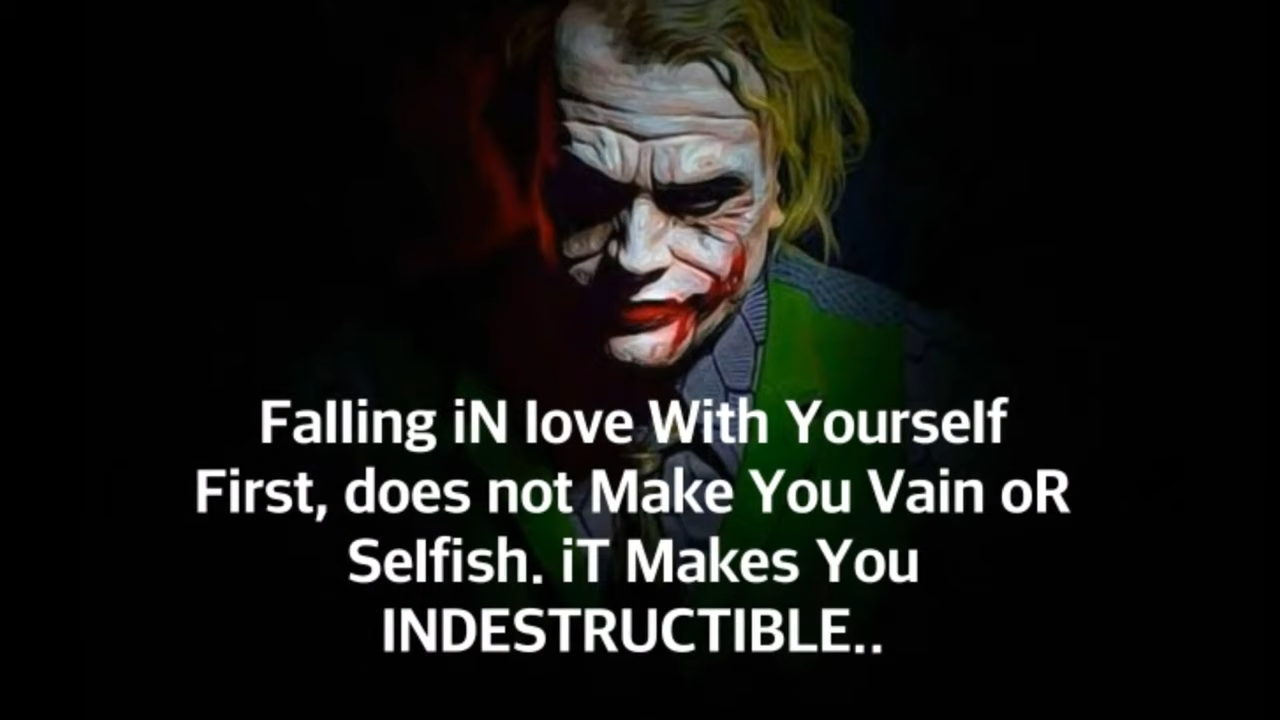 Falling iN love With Yourself
First, does not Make You Vain oR
Selfish. iT Makes You
INDESTRUCTIBLE..